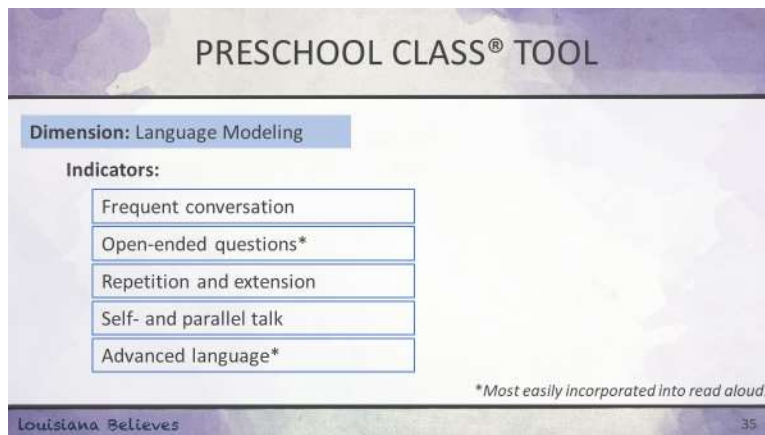 PRESCHOOL CLASS® TOOL
Dimension: Language Modeling
Indicators:
Frequent conversation
Open-ended questions*
Repetition and extension
Self- and parallel talk
Advanced language*
*Most easily incorporated into read aloud.
Louisiana Believes
35